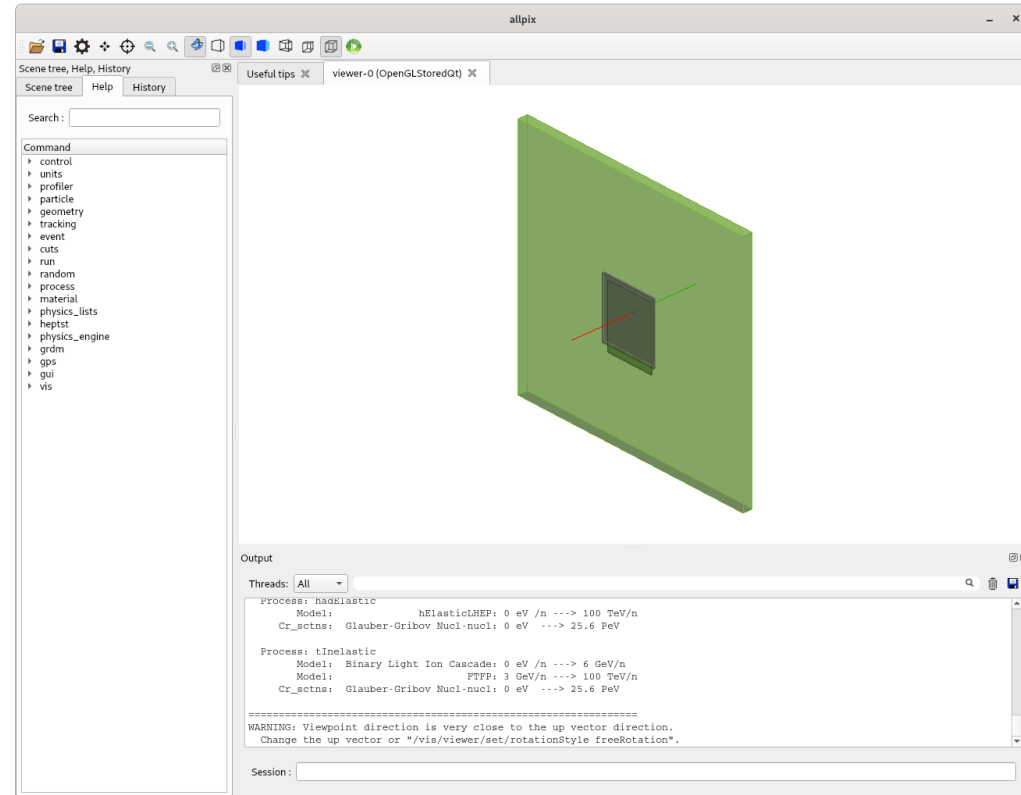 allpix
Scene tree, Help, History
Useful tips
viewer-0 (OpenGLStoredQt)
Scene tree
Help
History
Search :
Command
control
units
profiler
particle
geometry
tracking
event
cuts
run
random
process
material
physics_lists
heptst
physics_engine
grdm
gps
gui
vis
Output
Threads: All
Process: hadElastic
Model: hElasticLHEP: 0 eV /n ---> 100 TeV/n
Cr_sctns: Glauber-Gribov Nucl-nucl: 0 eV ---> 25.6 PeV
Process: tInelastic
Model: Binary Light Ion Cascade: 0 eV /n ---> 6 GeV/n
Model: FTFP: 3 GeV/n ---> 100 TeV/n
Cr_sctns: Glauber-Gribov Nucl-nucl: 0 eV ---> 25.6 PeV
=================================================================
WARNING: Viewpoint direction is very close to the up vector direction.
Change the up vector or "/vis/viewer/set/rotationStyle freeRotation".
Session :